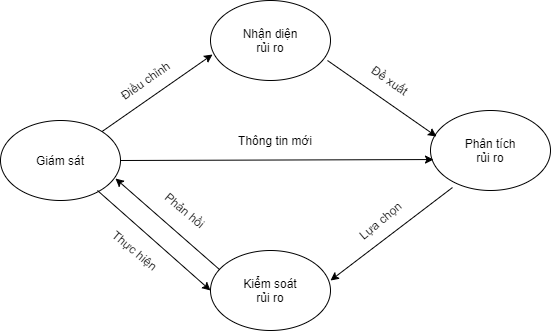 Nhận diện
rủi ro
Điều chỉnh
Đề xuất
Giám sát
Thông tin mới
Phân tích
rủi ro
Phản hồi
Lựa chọn
Thực hiện
Kiểm soát
rủi ro